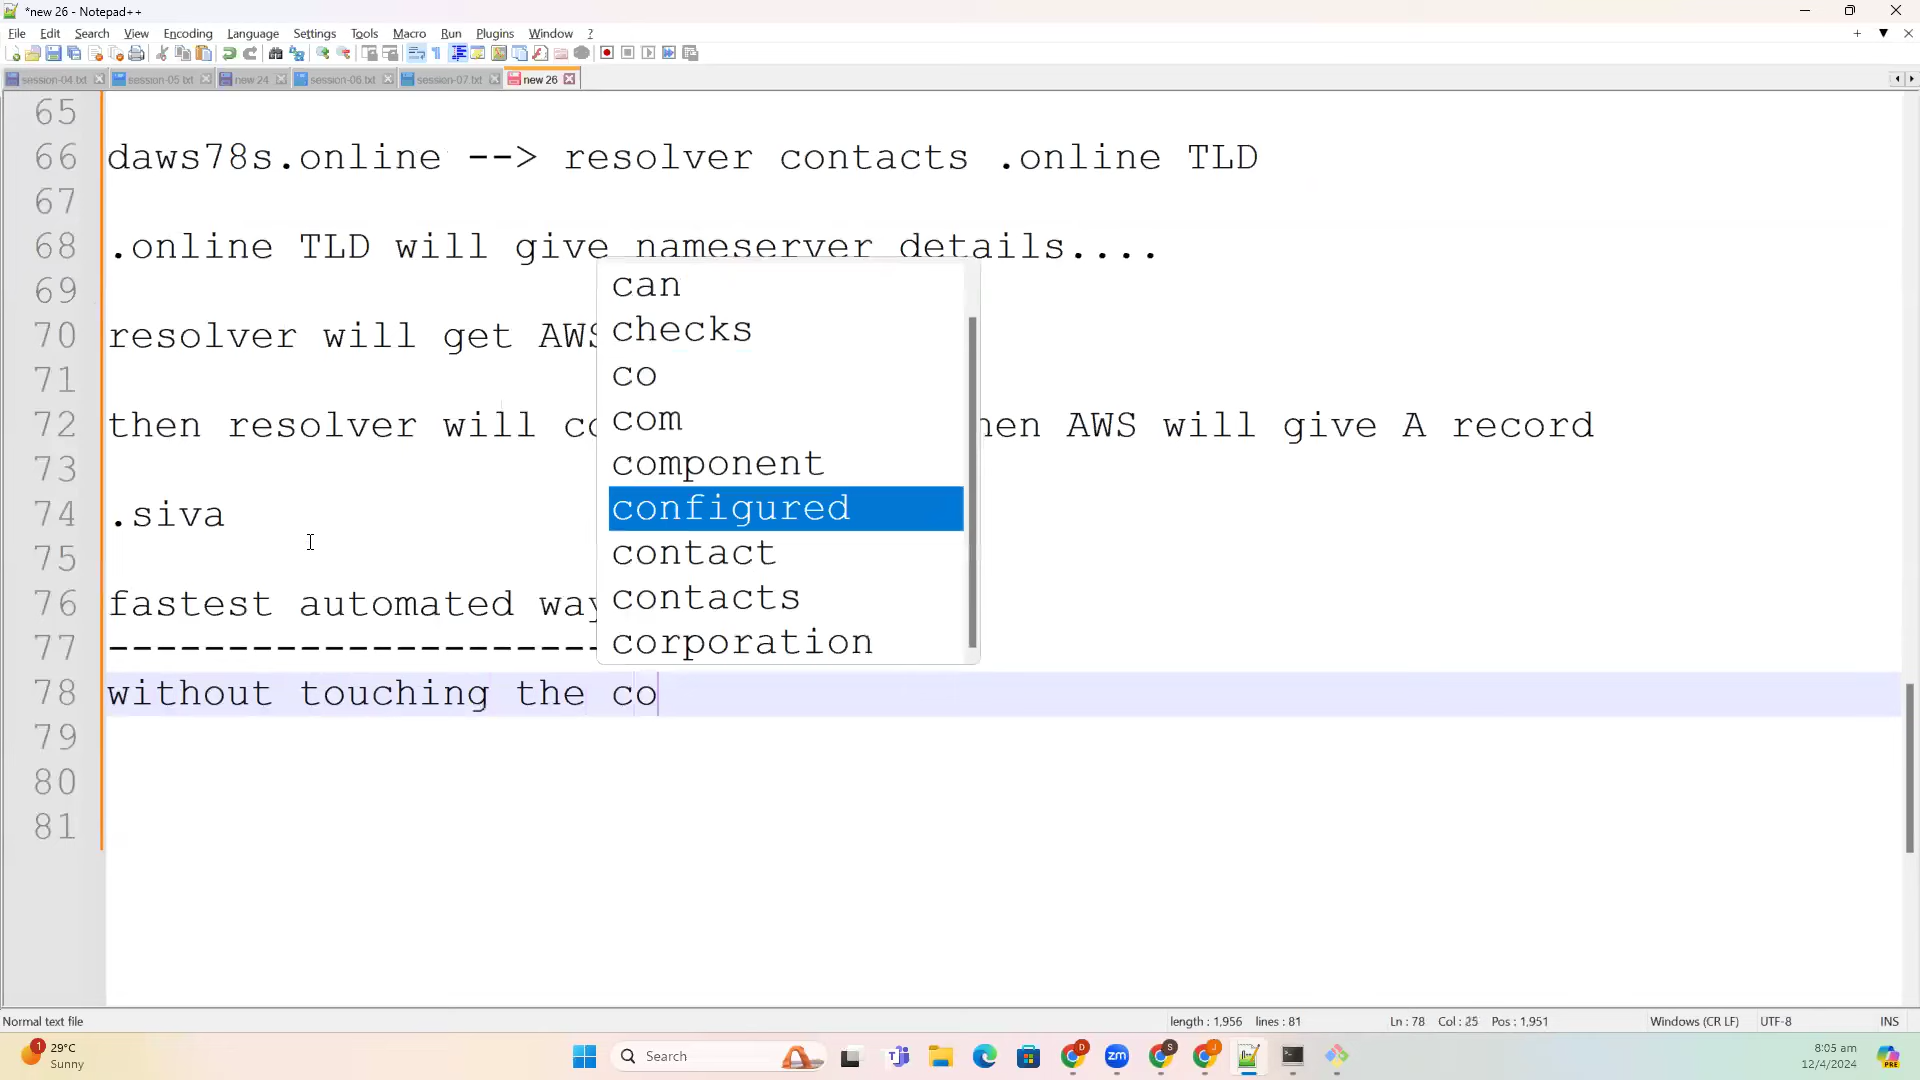 *new 26 - Notepad++
File Edit Search View Encoding Language Settings Tools Macro Run Plugins Window ?
session-04.txt session-05.txt new 24 session-06.txt session-07.txt new 26
65
66 daws78s.online --> resolver contacts .online TLD
67
68 .online TLD will give nameserver details....
69
70 resolver will get AWS
71
72 then resolver will co hen AWS will give A record
73
74 .siva
75
76 fastest automated way
77 ---------------------
78 without touching the co
79
80
81
can
checks
co
com
component
configured
contact
contacts
corporation
Normal text file length : 1,956 lines : 81 Ln : 78 Col : 25 Pos : 1,951 Windows (CR LF) UTF-8 INS
1 29°C
Sunny
Search
D zm S J
8:05 am
12/4/2024
PRE